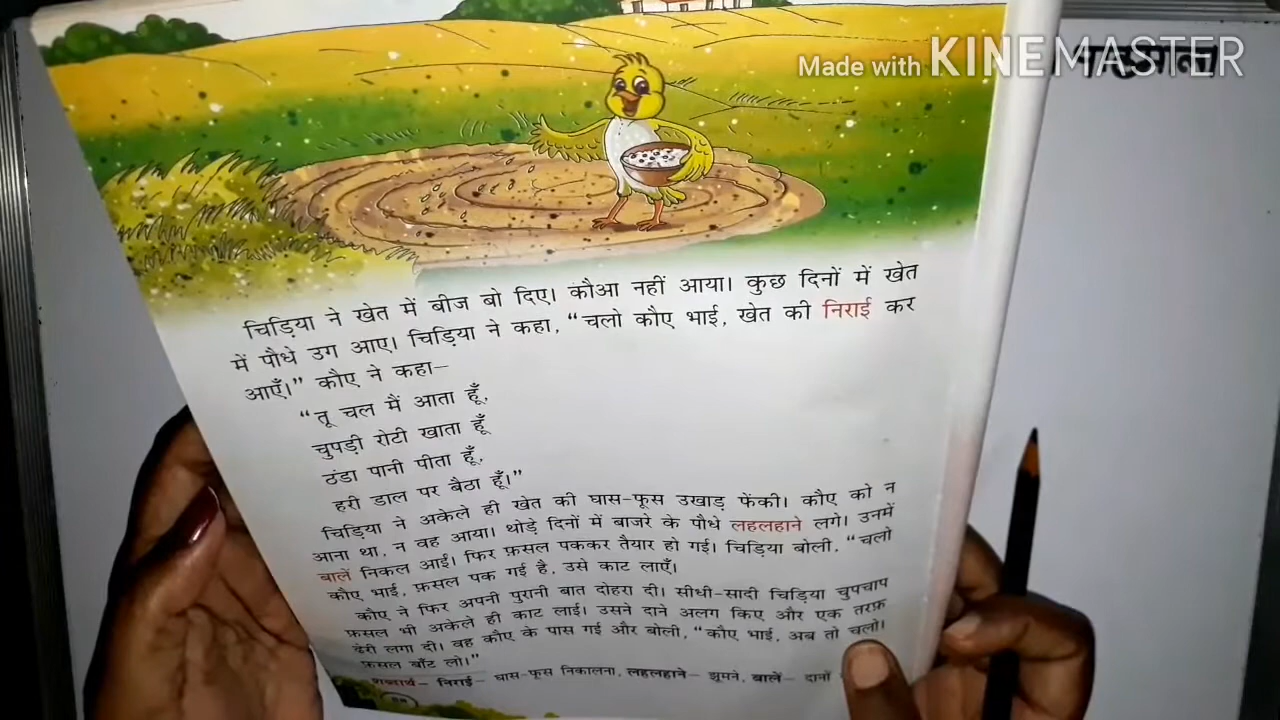 Made with KINEMASTER
चिड़िया ने खेत में बीज बो दिए। कौआ नहीं आया। कुछ दिनों में खेत
में पौधे उग आए। चिड़िया ने कहा, “चलो कौए भाई, खेत की निराई कर
आएँ।” कौए ने कहा–
“तू चल मैं आता हूँ,
चुपड़ी रोटी खाता हूँ
ठंडा पानी पीता हूँ,
हरी डाल पर बैठा हूँ।”
चिड़िया ने अकेले ही खेत की घास-फूस उखाड़ फेंकी। कौए को न
आना था, न वह आया। थोड़े दिनों में बाजरे के पौधे लहलहाने लगे। उनमें
बालें निकल आईं। फिर फ़सल पककर तैयार हो गई। चिड़िया बोली, “चलो
कौए भाई, फ़सल पक गई है, उसे काट लाएँ।
कौए ने फिर अपनी पुरानी बात दोहरा दी। सीधी-सादी चिड़िया चुपचाप
फ़सल भी अकेले ही काट लाई। उसने दाने अलग किए और एक तरफ़
ढेरी लगा दी। वह कौए के पास गई और बोली, “कौए भाई, अब तो चलो।
फ़सल बाँट लो।”
शब्दार्थ– निराई– घास-फूस निकालना, लहलहाने– झूमने, बालें– दानों